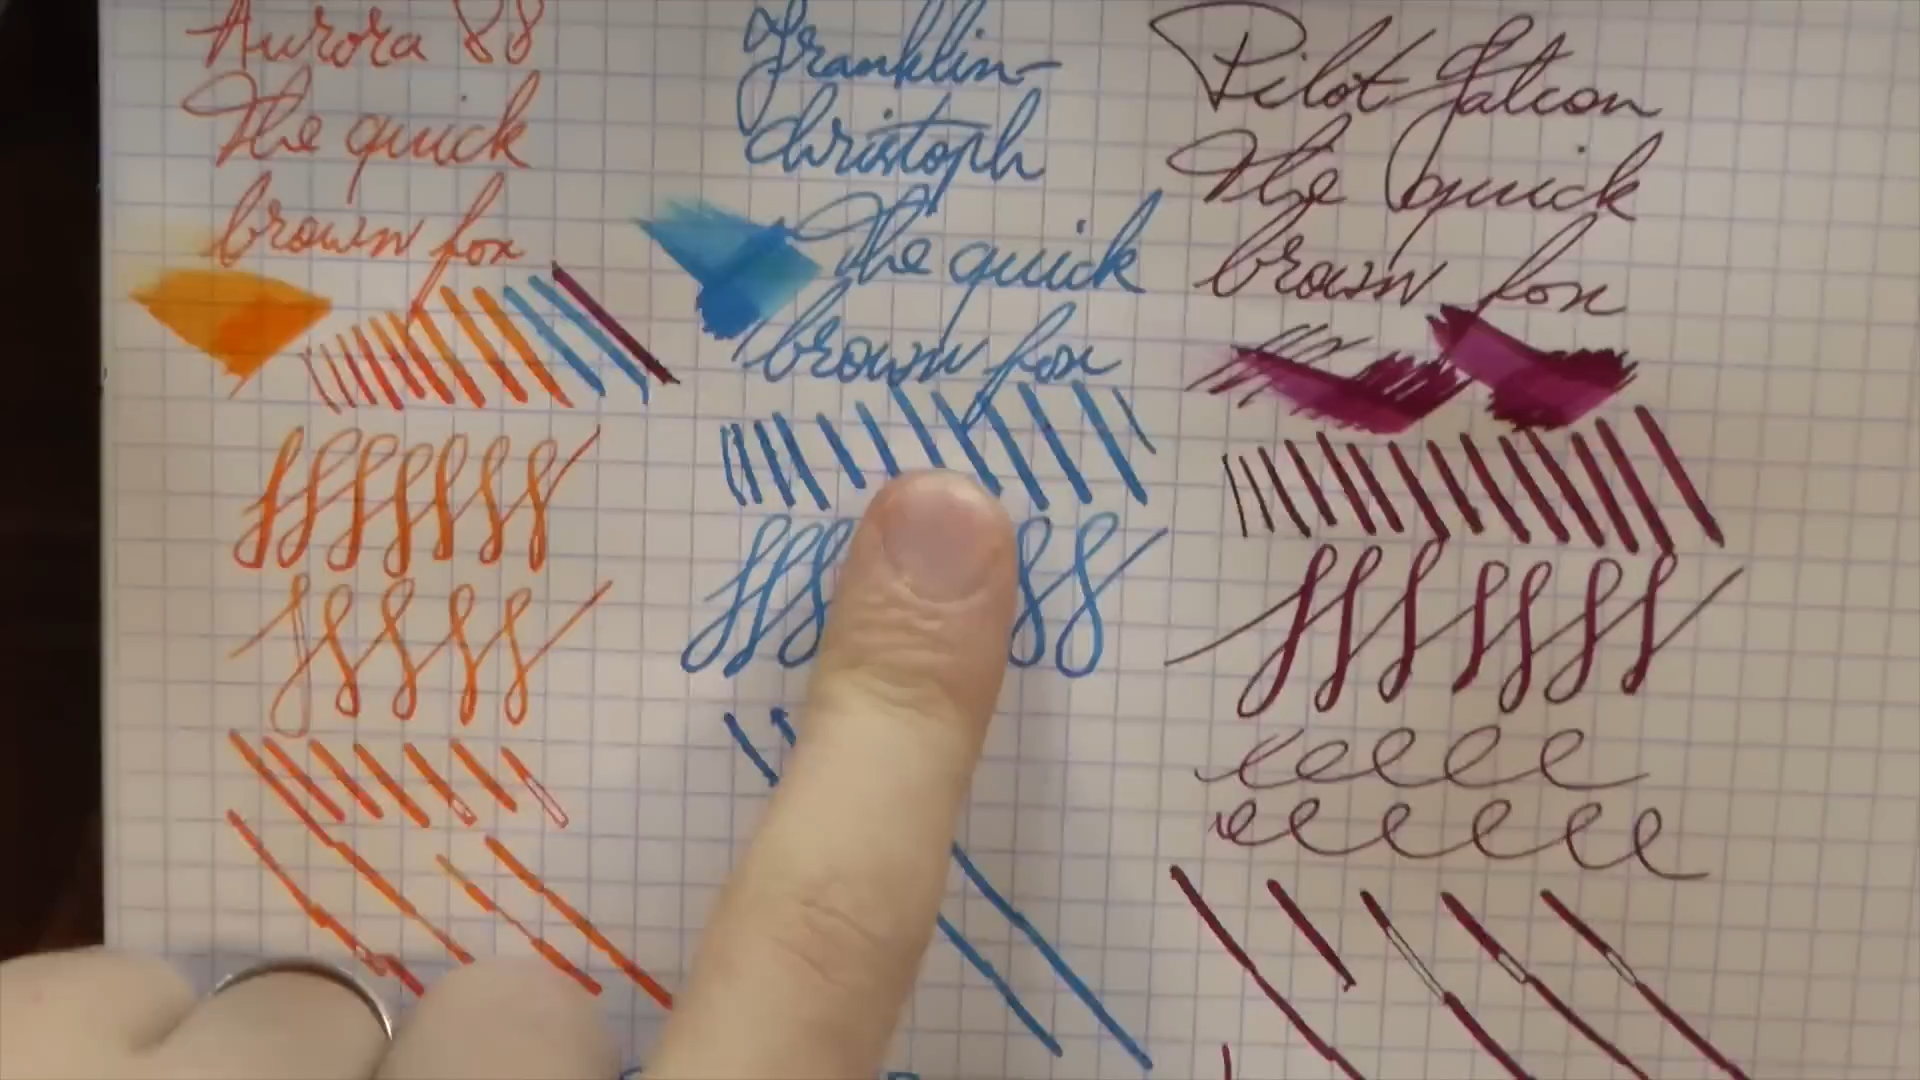 Aurora 88
The quick
brown fox
Franklin-
Christoph
The quick
brown fox
Pilot Falcon
The quick
brown fox